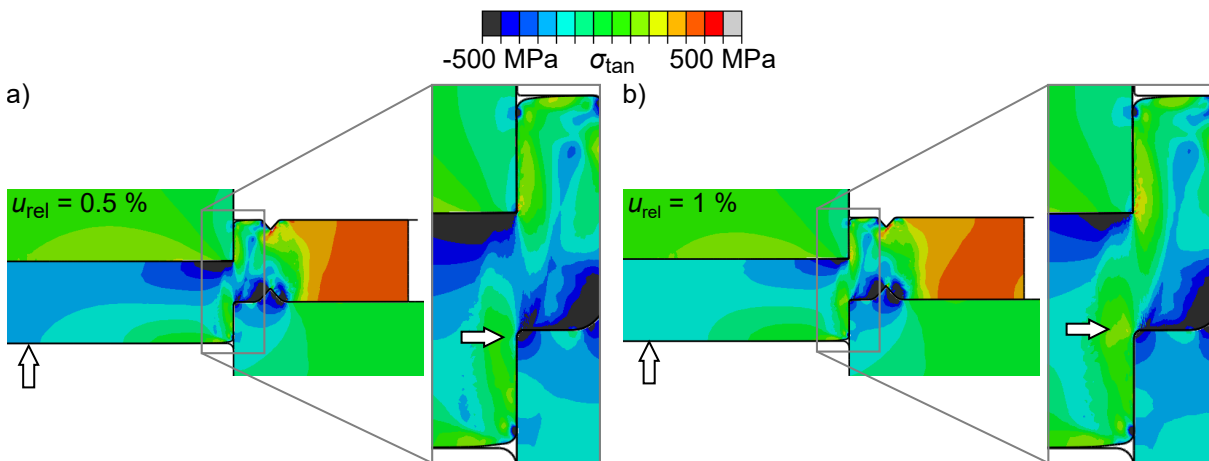 -500 MPa σtan 500 MPa
a)
b)
urel = 0.5 %
urel = 1 %